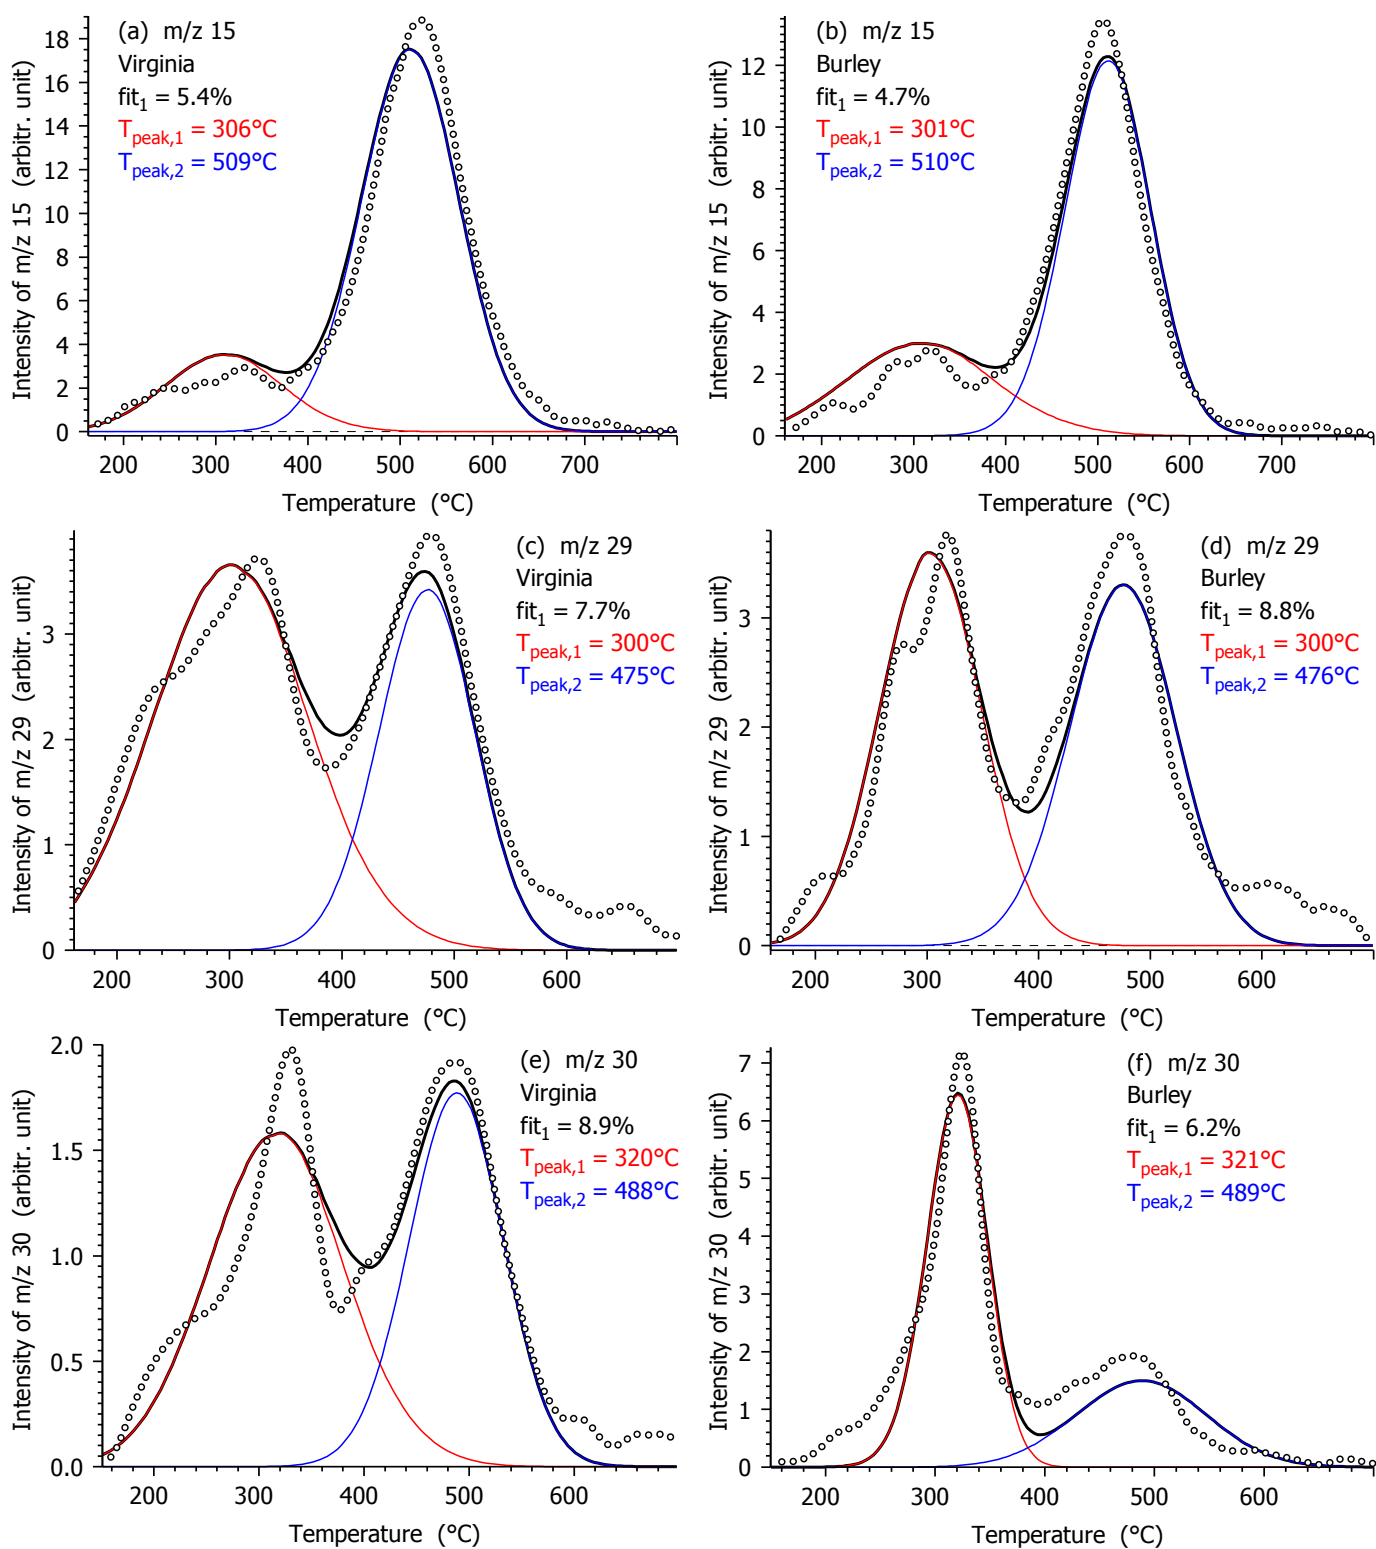 (a) m/z 15
Virginia
fit1 = 5.4%
Tpeak,1 = 306°C
Tpeak,2 = 509°C
Intensity of m/z 15 (arbitr. unit)
18
16
14
12
10
8
6
4
2
0
200 300 400 500 600 700
Temperature (°C)
(b) m/z 15
Burley
fit1 = 4.7%
Tpeak,1 = 301°C
Tpeak,2 = 510°C
Intensity of m/z 15 (arbitr. unit)
12
10
8
6
4
2
0
200 300 400 500 600 700
Temperature (°C)
(c) m/z 29
Virginia
fit1 = 7.7%
Tpeak,1 = 300°C
Tpeak,2 = 475°C
Intensity of m/z 29 (arbitr. unit)
3
2
1
0
200 300 400 500 600
Temperature (°C)
(d) m/z 29
Burley
fit1 = 8.8%
Tpeak,1 = 300°C
Tpeak,2 = 476°C
Intensity of m/z 29 (arbitr. unit)
3
2
1
0
200 300 400 500 600
Temperature (°C)
(e) m/z 30
Virginia
fit1 = 8.9%
Tpeak,1 = 320°C
Tpeak,2 = 488°C
Intensity of m/z 30 (arbitr. unit)
2.0
1.5
1.0
0.5
0.0
200 300 400 500 600
Temperature (°C)
(f) m/z 30
Burley
fit1 = 6.2%
Tpeak,1 = 321°C
Tpeak,2 = 489°C
Intensity of m/z 30 (arbitr. unit)
7
6
5
4
3
2
1
0
200 300 400 500 600
Temperature (°C)